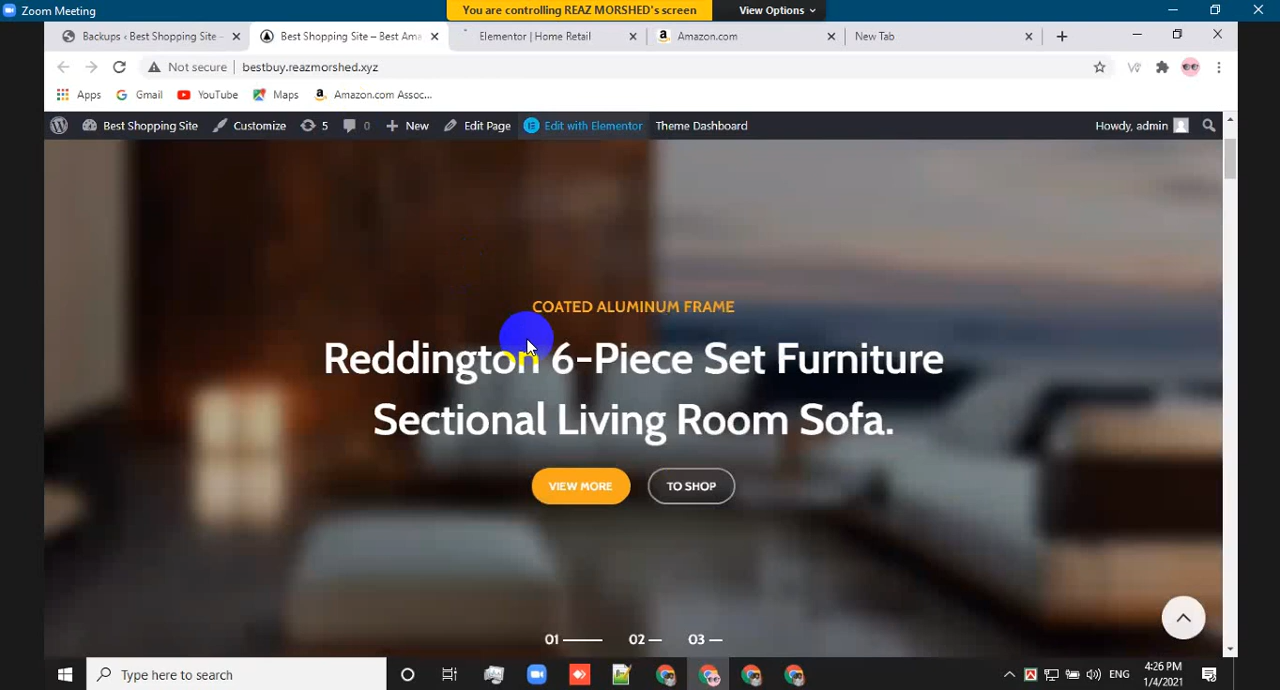 Zoom Meeting
You are controlling REAZ MORSHED's screen
View Options
Backups ‹ Best Shopping Site -
Best Shopping Site – Best Ama
Elementor | Home Retail
Amazon.com
New Tab
Not secure
bestbuy.reazmorshed.xyz
Apps
Gmail
YouTube
Maps
Amazon.com Assoc...
Best Shopping Site
Customize
5
0
New
Edit Page
Edit with Elementor
Theme Dashboard
Howdy, admin
COATED ALUMINUM FRAME
Reddington 6-Piece Set Furniture
Sectional Living Room Sofa.
VIEW MORE
TO SHOP
01
02
03
Type here to search
ENG
4:26 PM
1/4/2021